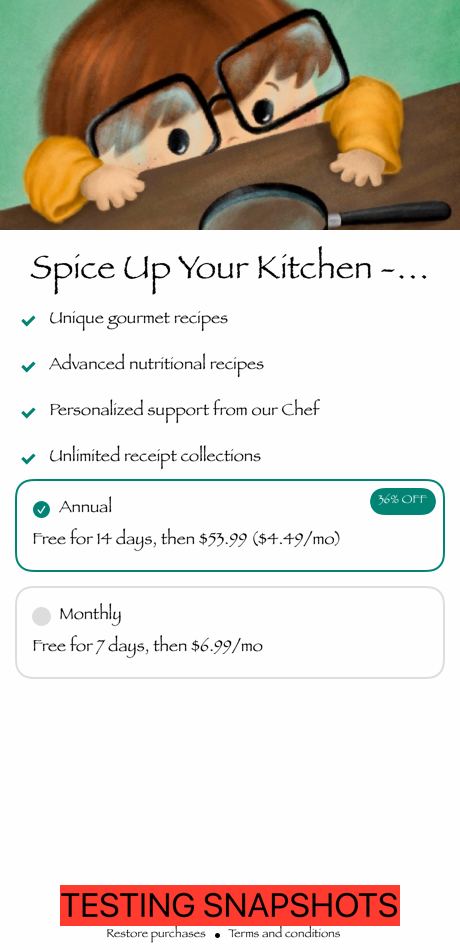 Spice Up Your Kitchen -...
Unique gourmet recipes
Advanced nutritional recipes
Personalized support from our Chef
Unlimited receipt collections
Annual
36% OFF
Free for 14 days, then $53.99 ($4.49/mo)
Monthly
Free for 7 days, then $6.99/mo
TESTING SNAPSHOTS
Restore purchases ● Terms and conditions